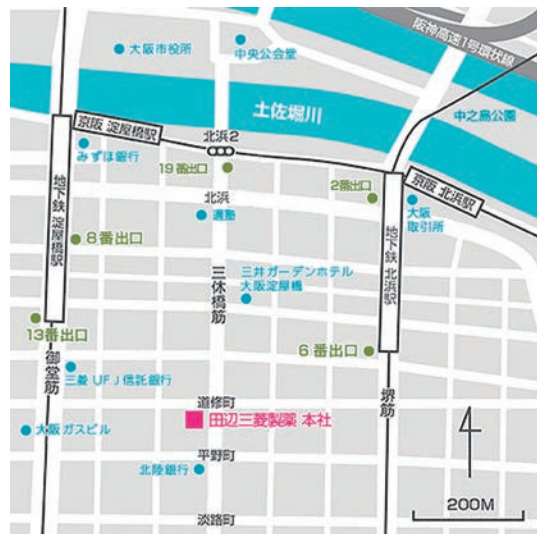 阪神高速1号環状線
大阪市役所
中央公会堂
土佐堀川
中之島公園
京阪 淀屋橋駅
北浜2
みずほ銀行
19番出口
京阪 北浜駅
2番出口
北浜
適塾
大阪
取引所
地下鉄 淀屋橋駅
8番出口
地下鉄 北浜駅
三休橋筋
三井ガーデンホテル
大阪淀屋橋
13番出口
6番出口
御堂筋
三菱UFJ信託銀行
道修町
堺筋
田辺三菱製薬 本社
大阪ガスビル
平野町
北陸銀行
200M
淡路町